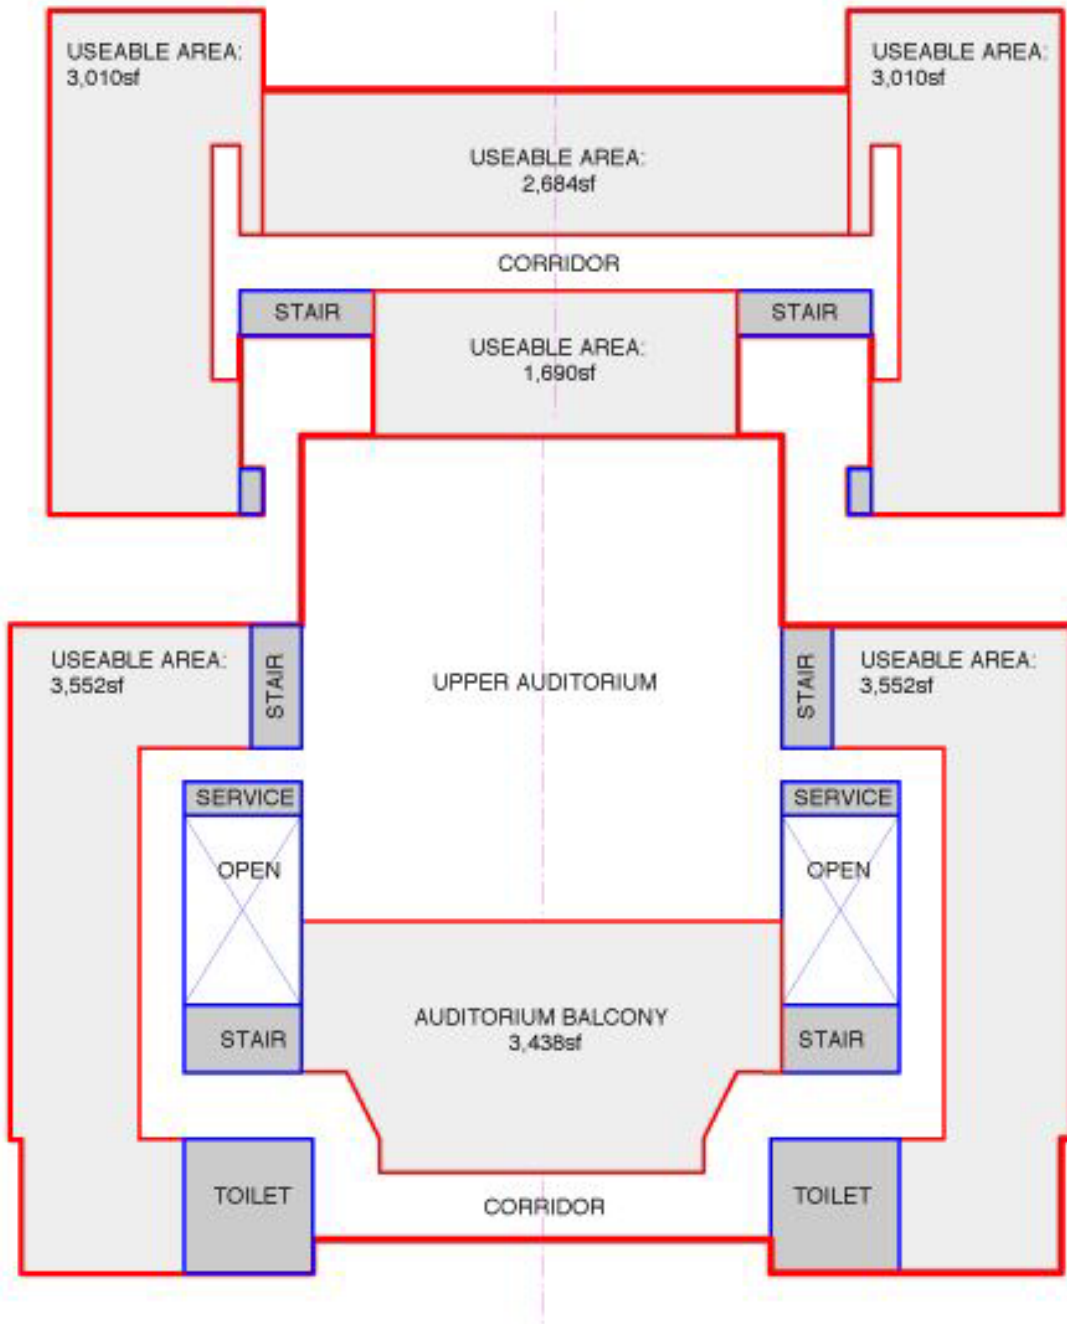 USEABLE AREA:
3,010sf
USEABLE AREA:
3,010sf
USEABLE AREA:
2,684sf
CORRIDOR
STAIR
STAIR
USEABLE AREA:
1,690sf
USEABLE AREA:
3,552sf
STAIR
UPPER AUDITORIUM
STAIR
USEABLE AREA:
3,552sf
SERVICE
SERVICE
OPEN
OPEN
AUDITORIUM BALCONY
3,438sf
STAIR
STAIR
TOILET
CORRIDOR
TOILET